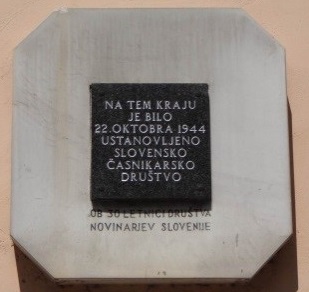 NA TEM KRAJU
JE BILO
22. OKTOBRA 1944
USTANOVLJENO
SLOVENSKO
ČASNIKARSKO
DRUŠTVO
OB 30 LETNICI DRUŠTVA
NOVINARJEV SLOVENIJE